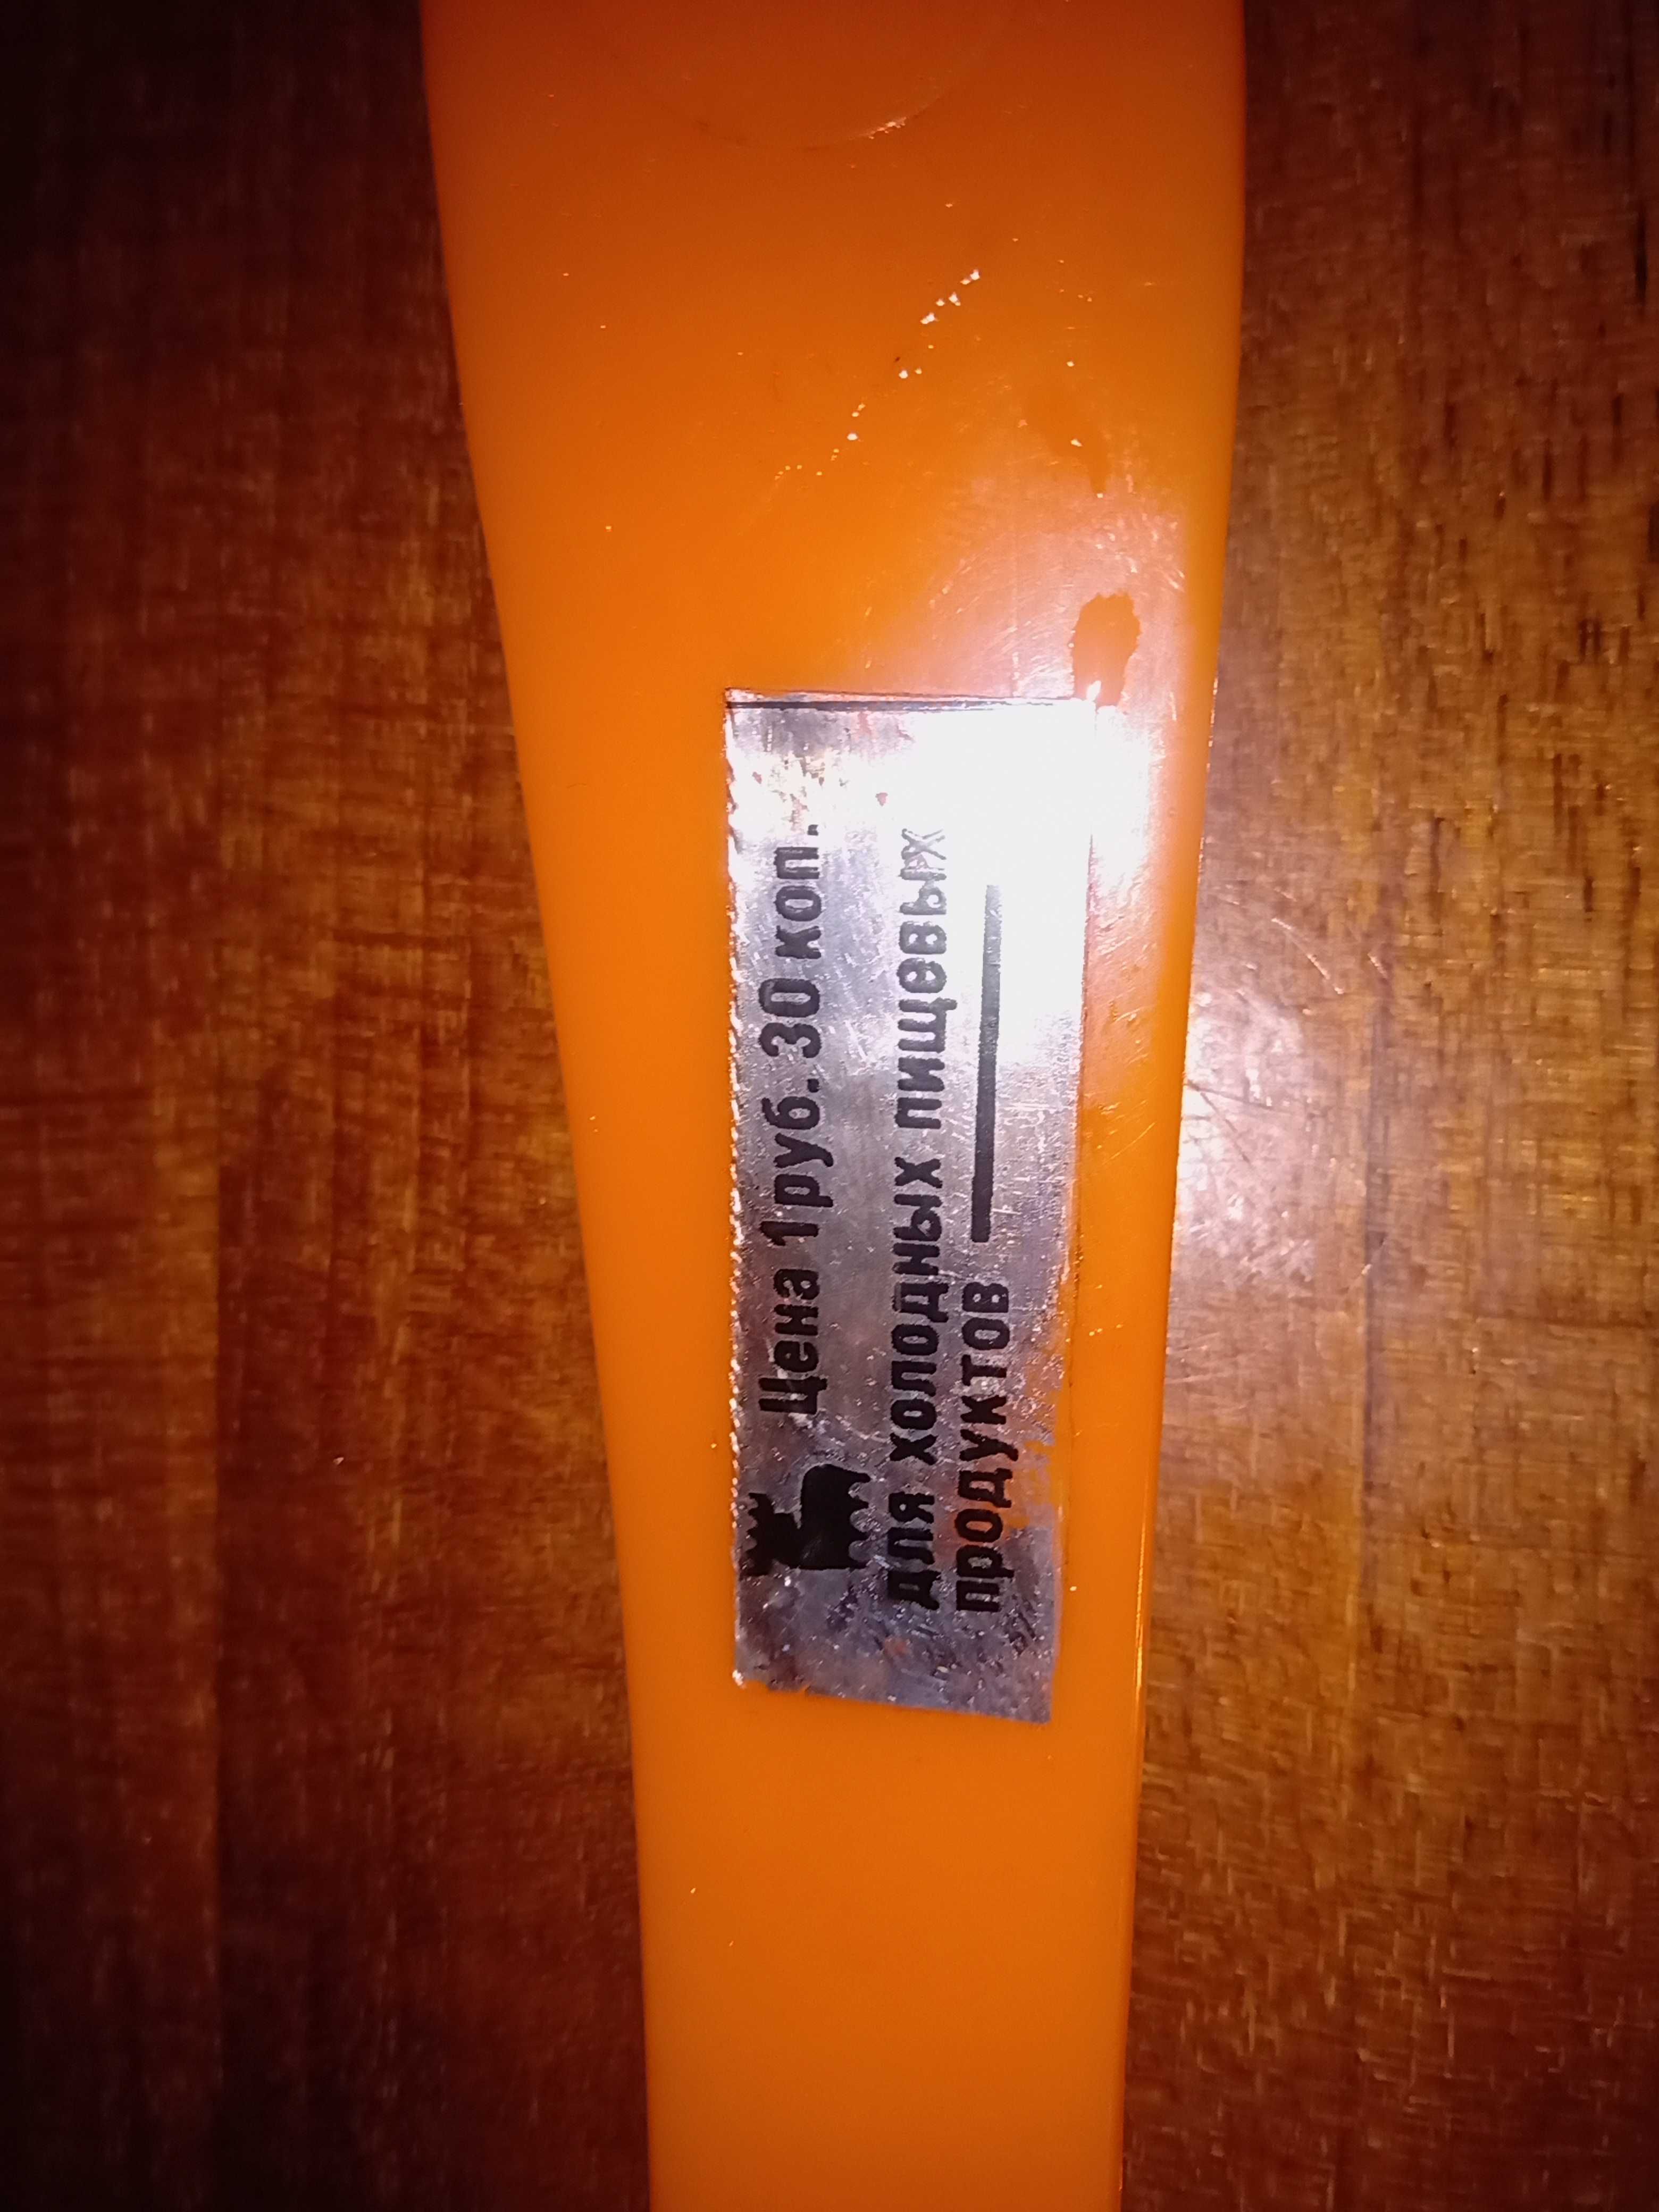 Цена 1руб. 30 коп.
для холодных пищевых
продуктов